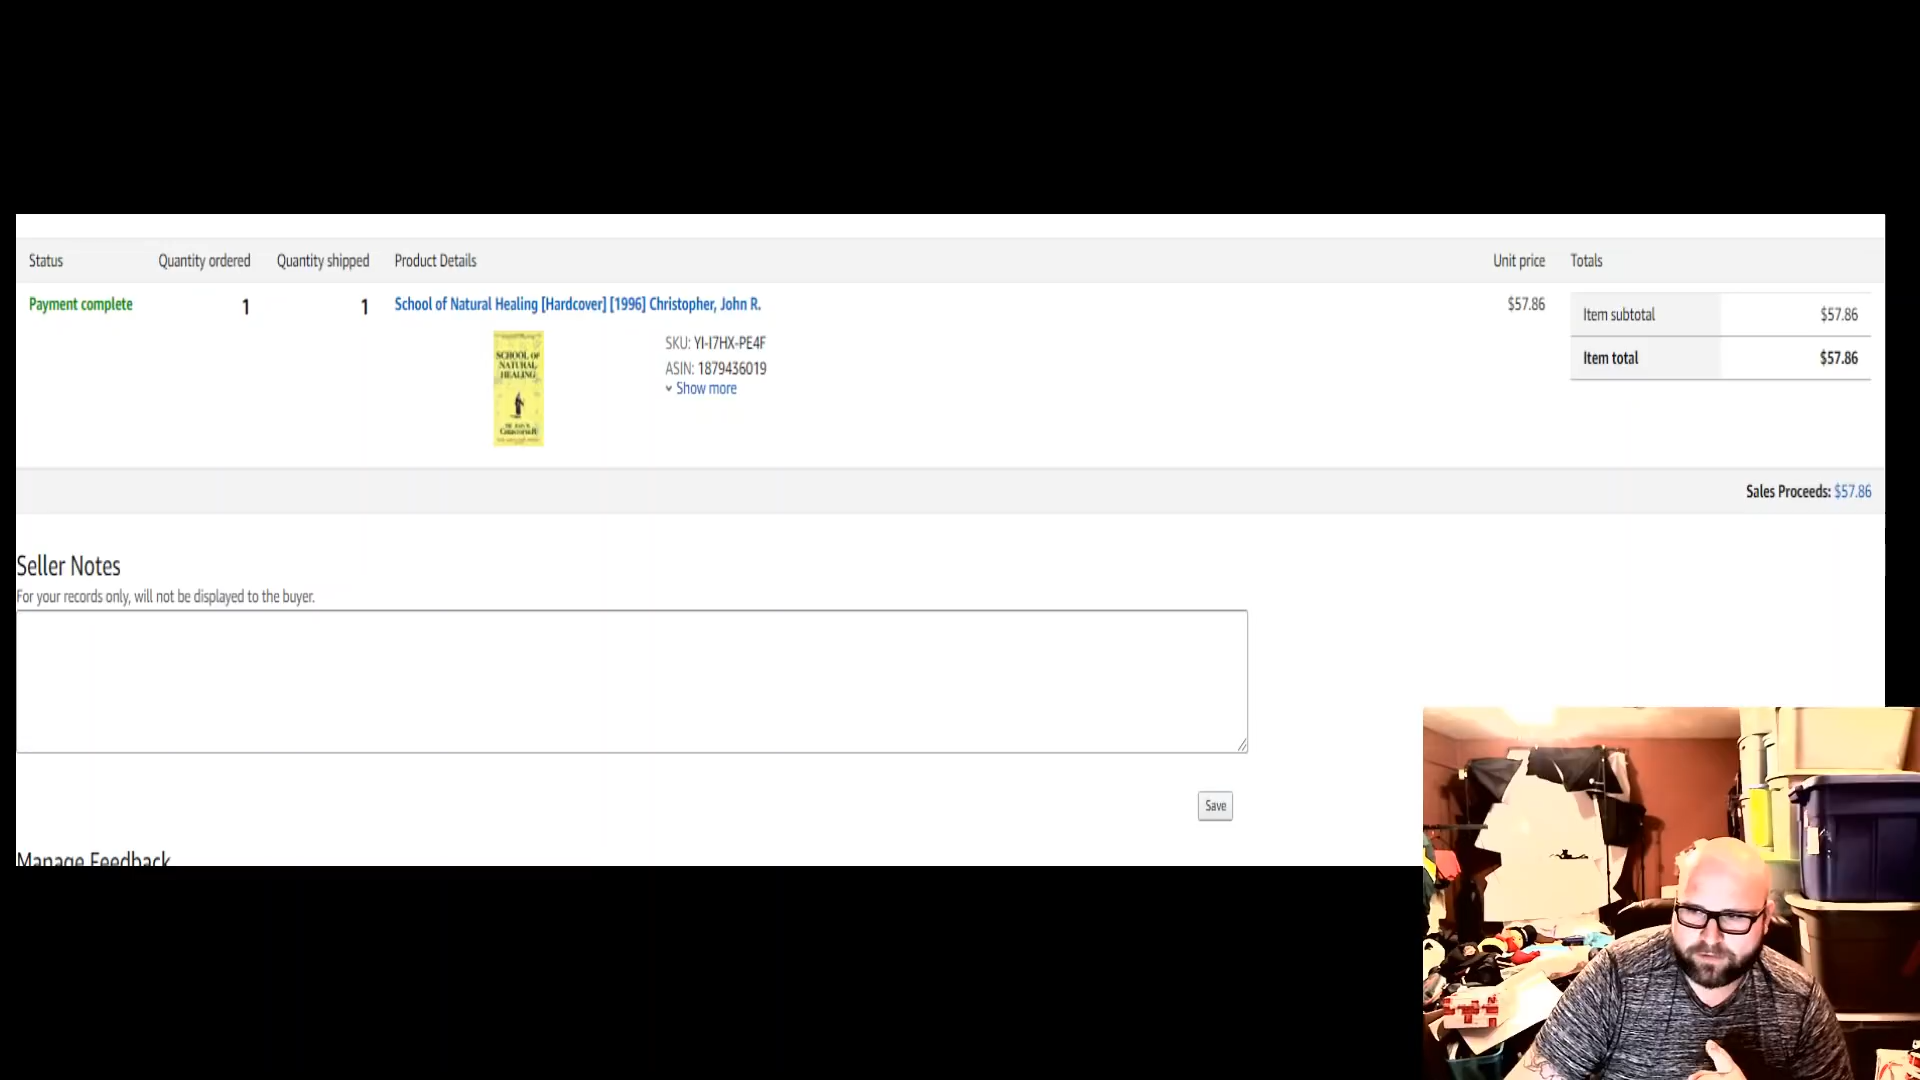 Status Quantity ordered Quantity shipped Product Details Unit price Totals
Payment complete 1 1 School of Natural Healing [Hardcover] [1996] Christopher, John R. $57.86
Item subtotal $57.86
SCHOOL OF
NATURAL
HEALING
SKU: YI-I7HX-PE4F
Item total $57.86
ASIN: 1879436019
Show more
CHRISTOPHER
Sales Proceeds: $57.86
Seller Notes
For your records only, will not be displayed to the buyer.
Save
Manage Feedback